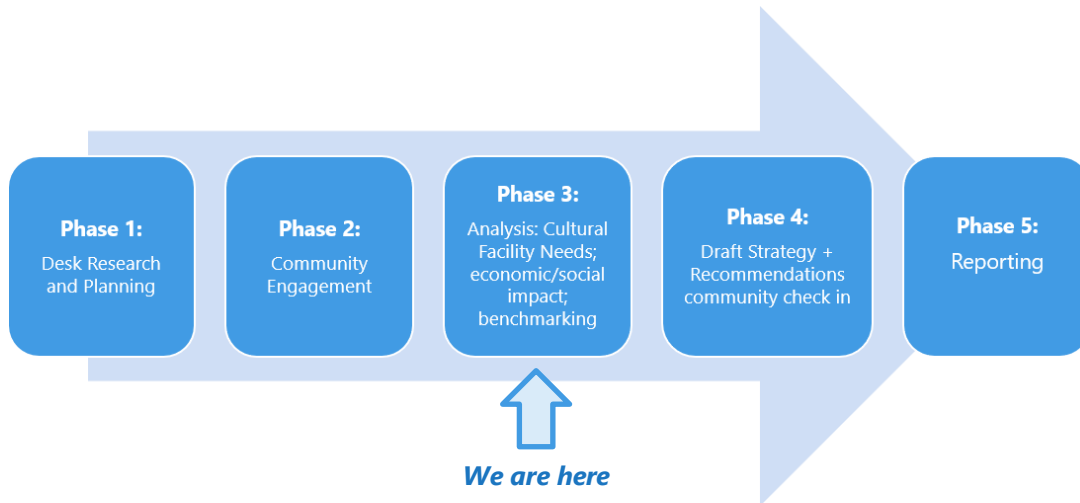 Phase 1:
Desk Research
and Planning
Phase 2:
Community
Engagement
Phase 3:
Analysis: Cultural
Facility Needs;
economic/social
impact;
benchmarking
Phase 4:
Draft Strategy +
Recommendations
community check in
Phase 5:
Reporting
We are here